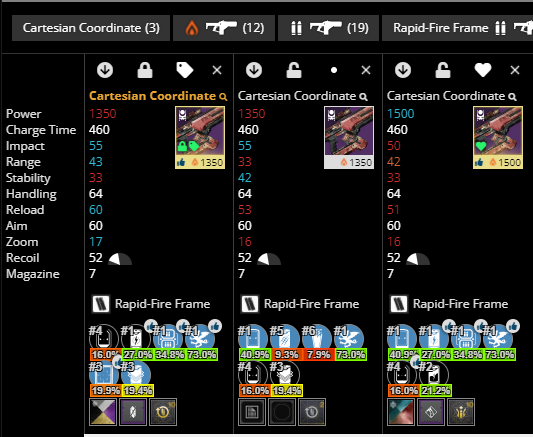 Cartesian Coordinate (3) (12) (19) Rapid-Fire Frame
Cartesian Coordinate Cartesian Coordinate Cartesian Coordinate
Power 1350 1350 1500
Charge Time 460 460 460
Impact 55 55 50
Range 43 33 42
Stability 33 42 33
Handling 64 64 64
Reload 60 53 51
Aim 60 60 60
Zoom 17 16 16
Recoil 52 52 52
Magazine 7 7 7
1350 1350 1500
Rapid-Fire Frame Rapid-Fire Frame Rapid-Fire Frame
#4 #1 #1 #1 #1 #5 #6 #1 #1 #1 #1 #1
16.0% 27.0% 34.8% 73.0% 40.9% 9.3% 7.9% 73.0% 40.9% 27.0% 34.8% 73.0%
#3 #3 #4 #3 #4 #2
19.9% 19.4% 16.0% 19.4% 16.0% 21.2%
10 2 10